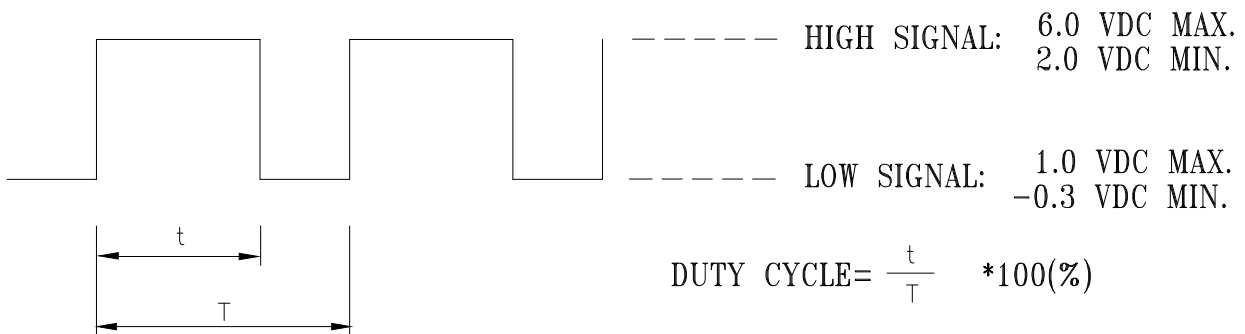 HIGH SIGNAL: 6.0 VDC MAX.
2.0 VDC MIN.
LOW SIGNAL: 1.0 VDC MAX.
-0.3 VDC MIN.
t
T
DUTY CYCLE= t/T *100(%)